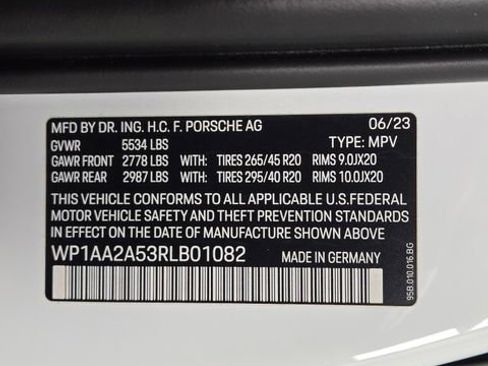 MFD BY DR. ING. H.C. F. PORSCHE AG 06/23
GVWR 5534 LBS TYPE: MPV
GAWR FRONT 2778 LBS WITH: TIRES 265/45 R20 RIMS 9.0JX20
GAWR REAR 2987 LBS WITH: TIRES 295/40 R20 RIMS 10.0JX20
THIS VEHICLE CONFORMS TO ALL APPLICABLE U.S.FEDERAL
MOTOR VEHICLE SAFETY AND THEFT PREVENTION STANDARDS
IN EFFECT ON THE DATE OF MANUFACTURE SHOWN ABOVE
WP1AA2A53RLB01082 MADE IN GERMANY
95B.010.016.BG